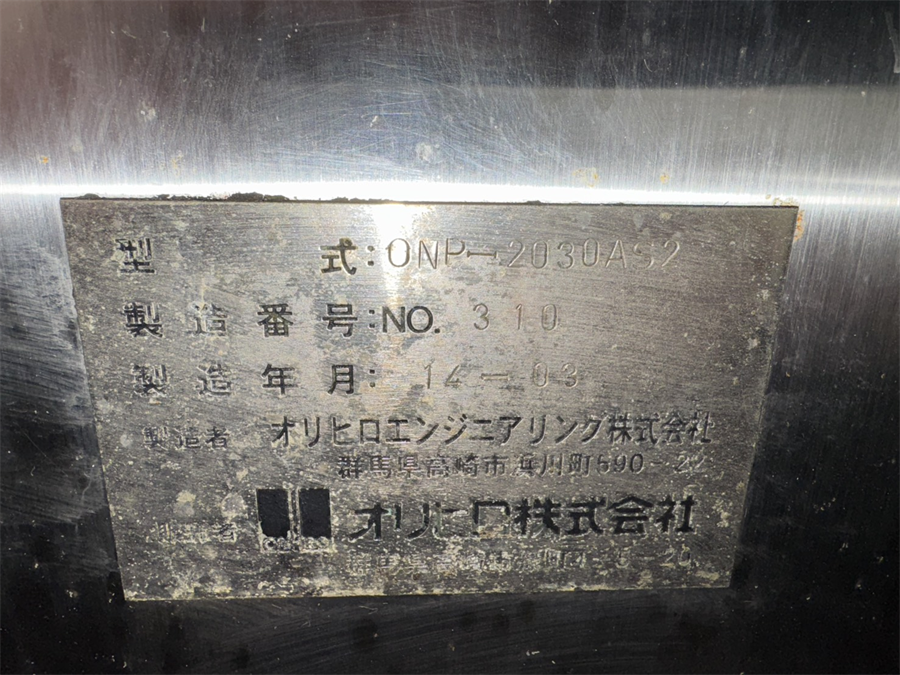 型式:ONP-2030AS2
製造番号:NO. 310
製造年月: 14-03
製造者 オリヒロエンジニアリング株式会社
群馬県高崎市浜川町590-22
オリヒロ株式会社